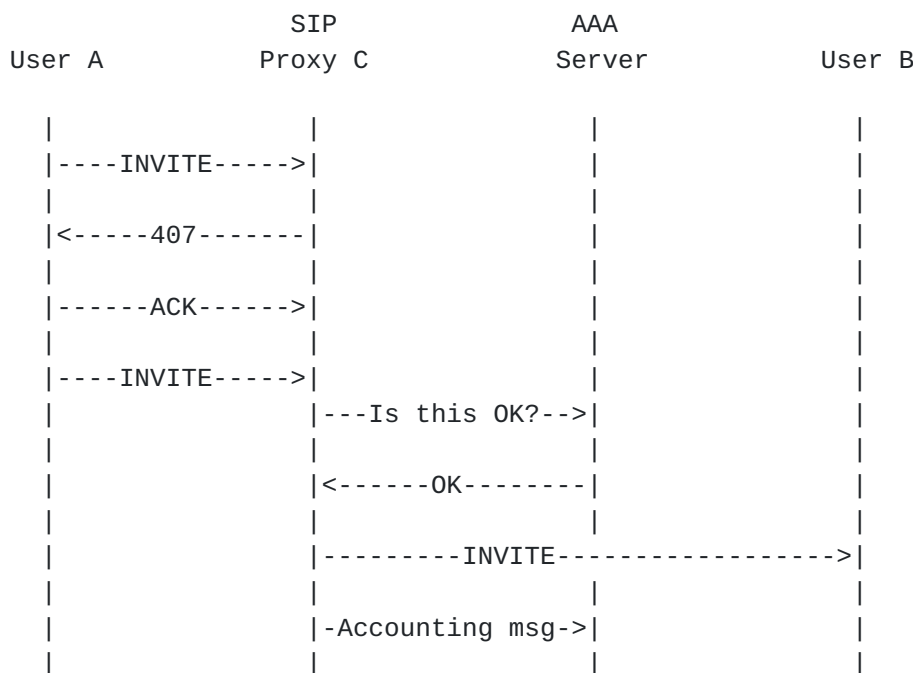 SIP AAA
User A Proxy C Server User B
| | | |
|----INVITE----->| | |
| | | |
|<-----407-------| | |
| | | |
|------ACK------>| | |
| | | |
|----INVITE----->| | |
| |---Is this OK?-->| |
| | | |
| |<------OK--------| |
| | | |
| |---------INVITE------------------>|
| | | |
| |-Accounting msg->| |
| | | |